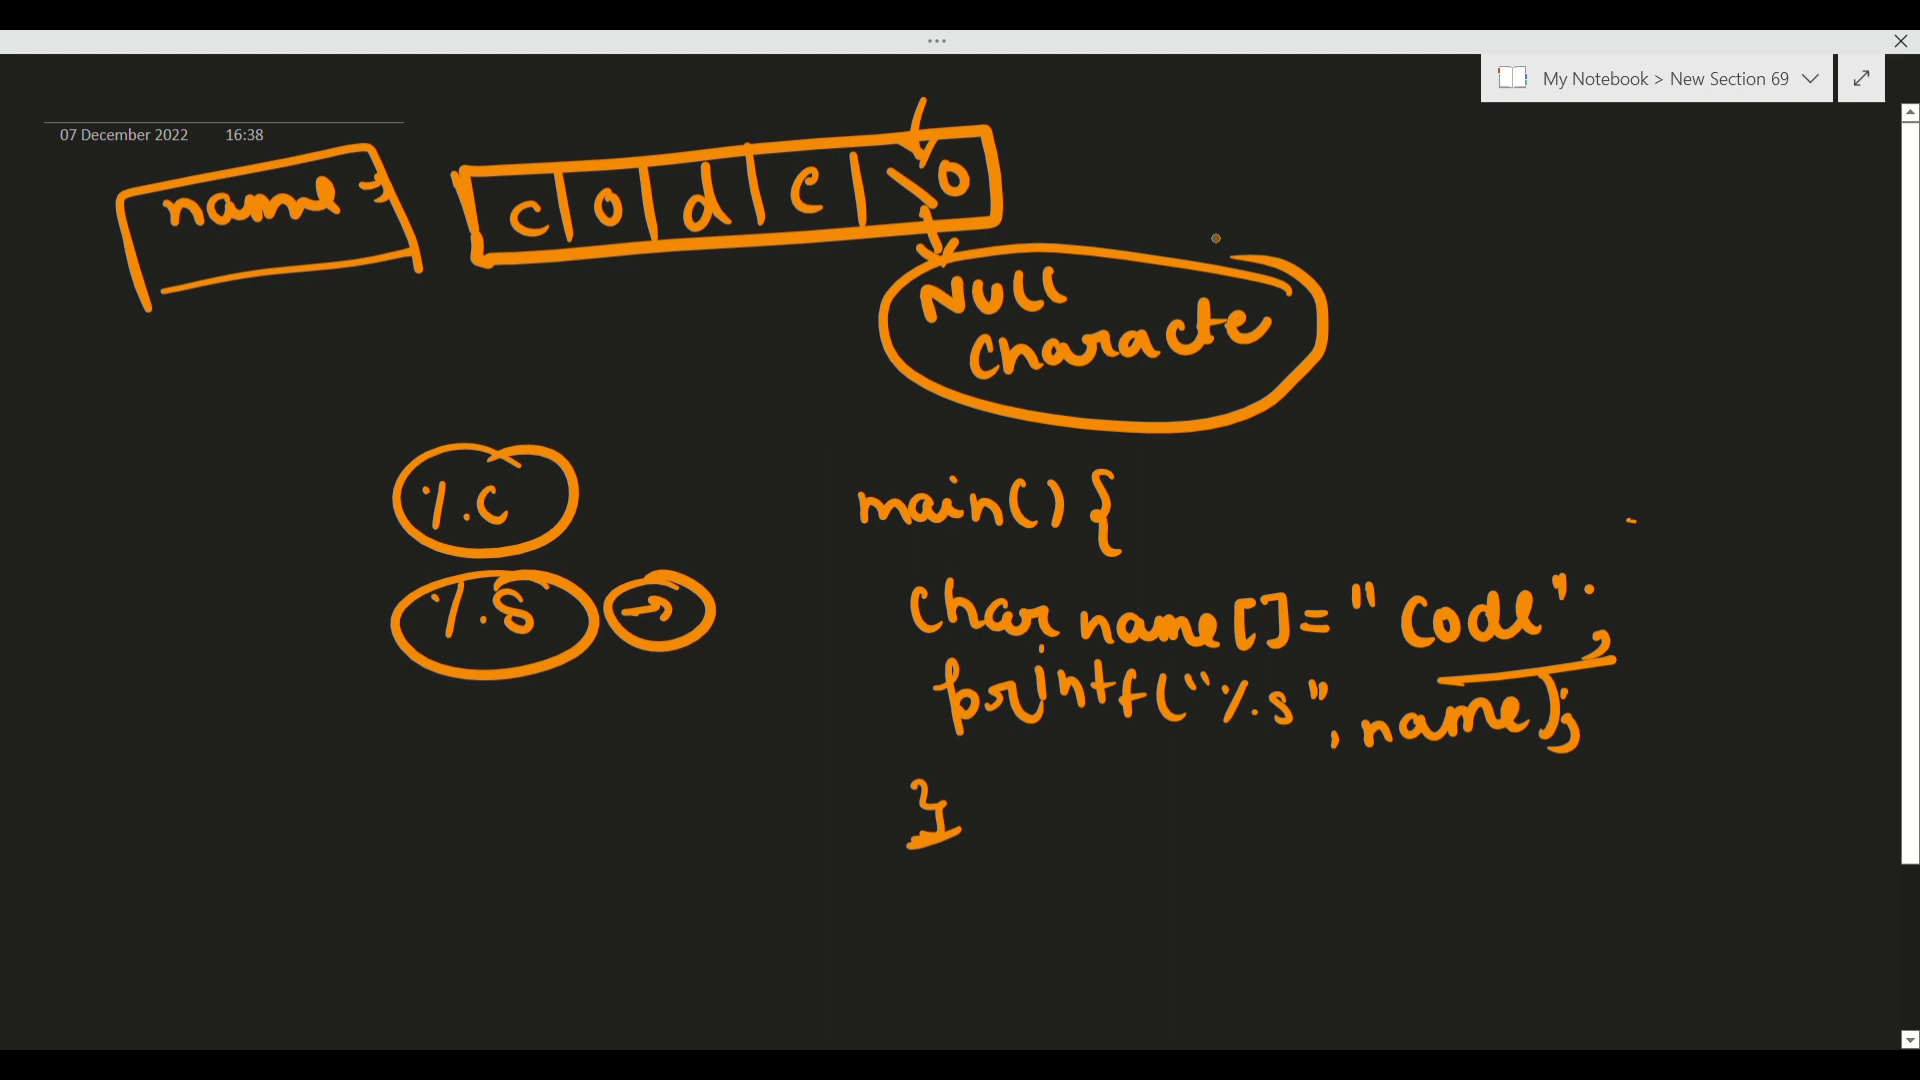 My Notebook > New Section 69
07 December 2022 16:38
name →
c o d e \0
Null
Characte
%.c
%.s →
main() {
Char name[]= "Code";
printf("%.s", name);
}